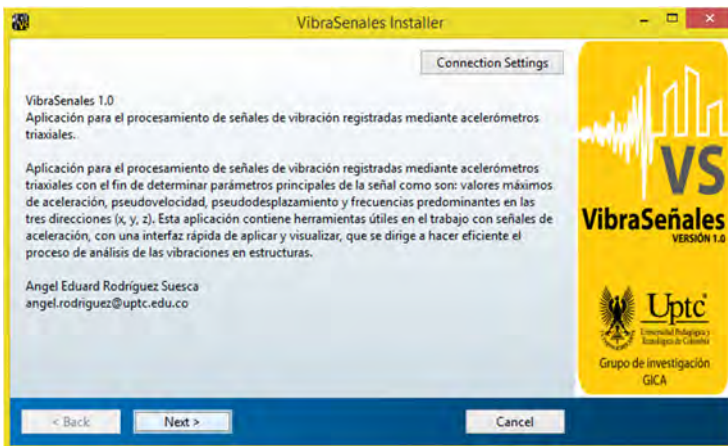 VibraSenales Installer
Connection Settings
VibraSenales 1.0
Aplicación para el procesamiento de señales de vibración registradas mediante acelerómetros
triaxiales.
Aplicación para el procesamiento de señales de vibración registradas mediante acelerómetros
triaxiales con el fin de determinar parámetros principales de la señal como son: valores máximos
de aceleración, pseudovelocidad, pseudodesplazamiento y frecuencias predominantes en las
tres direcciones (x, y, z). Esta aplicación contiene herramientas útiles en el trabajo con señales de
aceleración, con una interfaz rápida de aplicar y visualizar, que se dirige a hacer eficiente el
proceso de análisis de las vibraciones en estructuras.
Angel Eduard Rodríguez Suesca
angel.rodriguez@uptc.edu.co
VS
VibraSeñales
VERSIÓN 1.0
Uptc
Universidad Pedagógica y
Tecnológica de Colombia
Grupo de investigación
GICA
< Back
Next >
Cancel